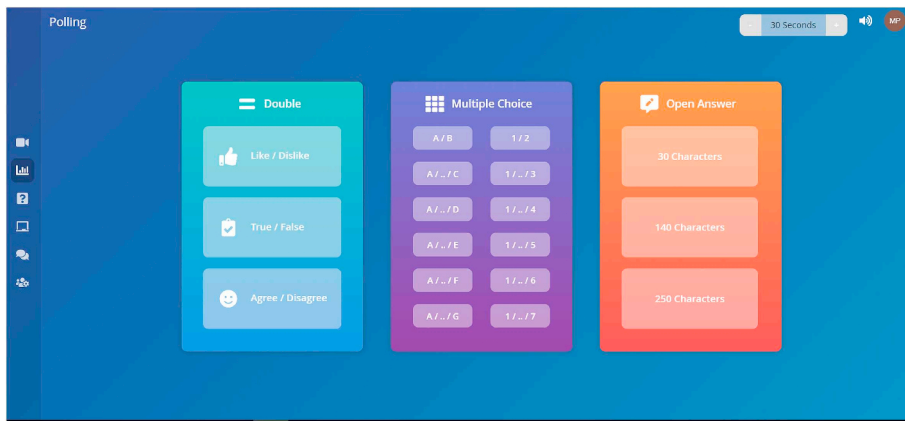 Polling
- 30 Seconds +
MP
Double
Like / Dislike
True / False
Agree / Disagree
Multiple Choice
A / B 1 / 2
A / .. / C 1 / .. / 3
A / .. / D 1 / .. / 4
A / .. / E 1 / .. / 5
A / .. / F 1 / .. / 6
A / .. / G 1 / .. / 7
Open Answer
30 Characters
140 Characters
250 Characters